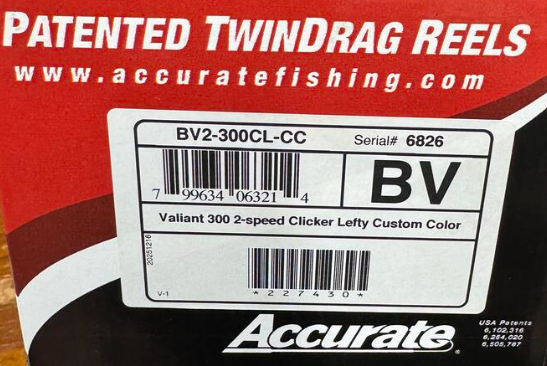 PATENTED TWINDRAG REELS
www.accuratefishing.com
BV2-300CL-CC Serial# 6826
7 99634 06321 4
BV
Valiant 300 2-speed Clicker Lefty Custom Color
20251216
V-1
*227430*
Accurate
USA Patents
6,102,316
6,254,020
6,505,787